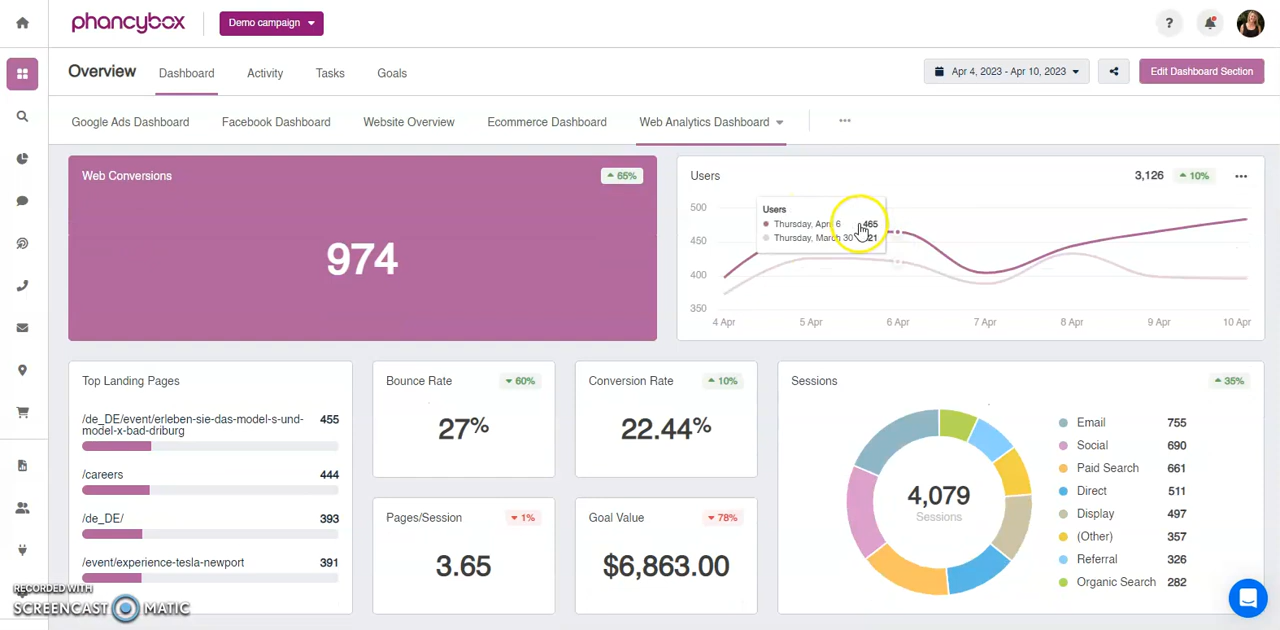 phancybox
Demo campaign
?
Overview
Dashboard
Activity
Tasks
Goals
Apr 4, 2023 - Apr 10, 2023
Edit Dashboard Section
Google Ads Dashboard
Facebook Dashboard
Website Overview
Ecommerce Dashboard
Web Analytics Dashboard
Web Conversions
65%
974
Users
3,126
10%
500
450
400
350
Users
Thursday, April 6 465
Thursday, March 30
4 Apr
5 Apr
6 Apr
7 Apr
8 Apr
9 Apr
10 Apr
Top Landing Pages
/de_DE/event/erleben-sie-das-model-s-und-
model-x-bad-driburg
455
/careers
444
/de_DE/
393
/event/experience-tesla-newport
391
Bounce Rate
60%
27%
Conversion Rate
10%
22.44%
Pages/Session
1%
3.65
Goal Value
78%
$6,863.00
Sessions
35%
4,079
Sessions
Email 755
Social 690
Paid Search 661
Direct 511
Display 497
(Other) 357
Referral 326
Organic Search 282
RECORDED WITH
SCREENCAST MATIC